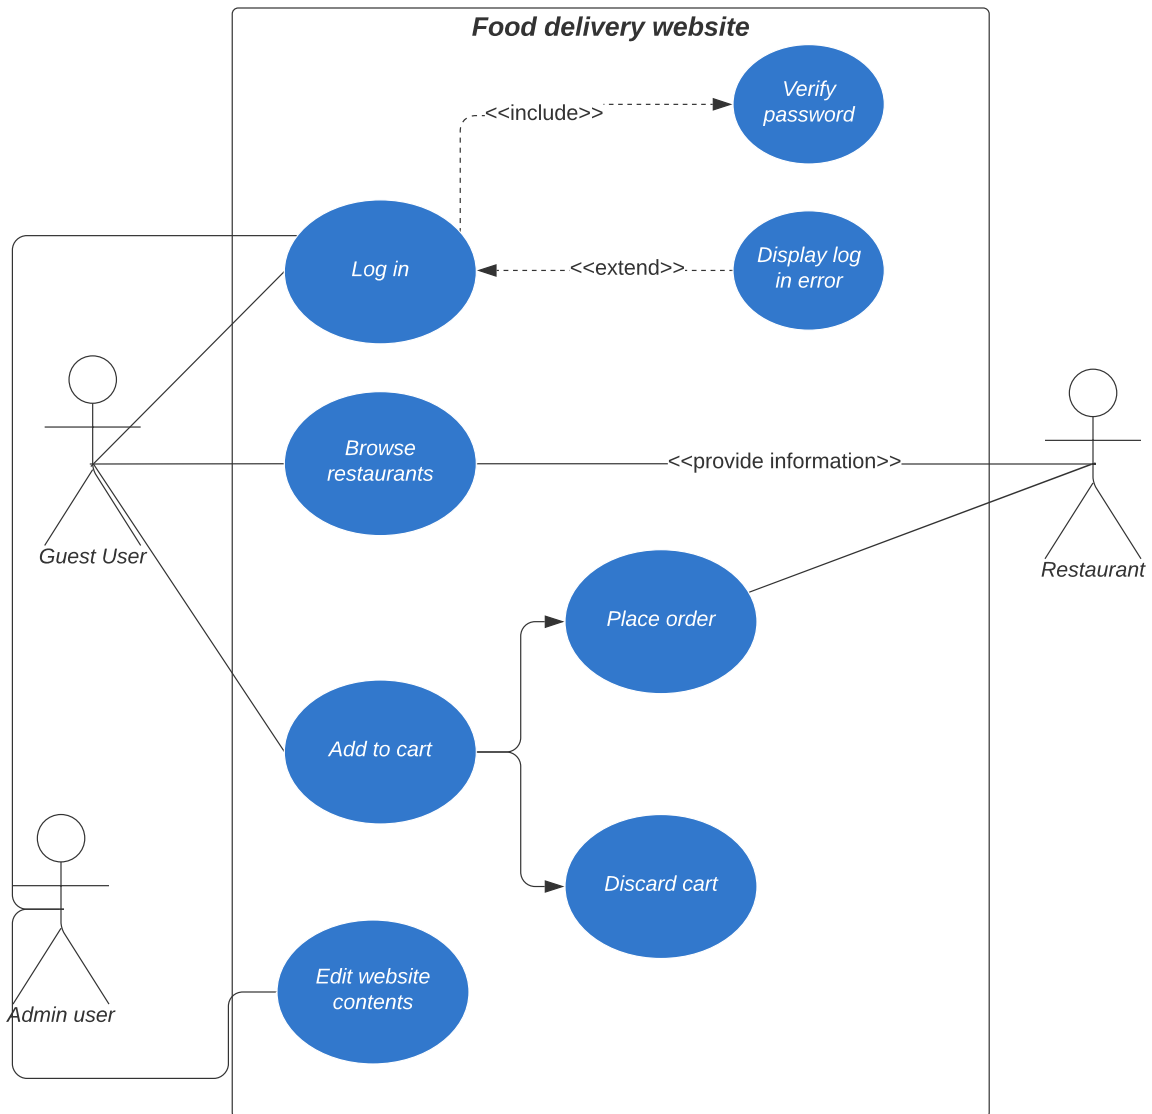 Food delivery website
Verify
password
<<include>>
Log in
Display log
in error
<<extend>>
Browse
restaurants
<<provide information>>
Guest User
Restaurant
Place order
Add to cart
Discard cart
Edit website
contents
Admin user